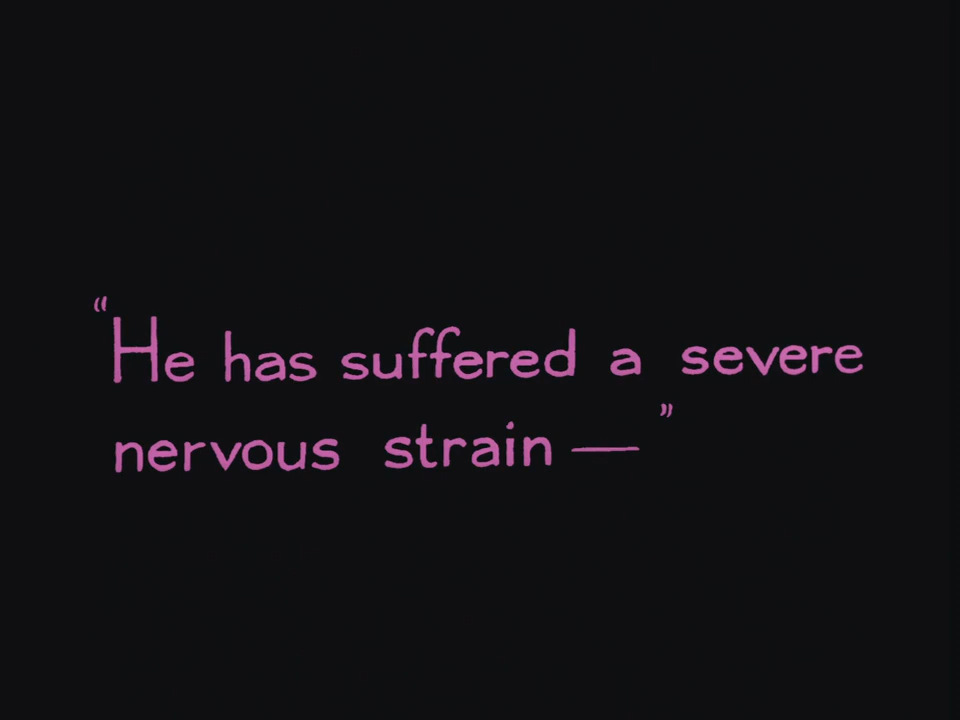 “He has suffered a severe
nervous strain — ”